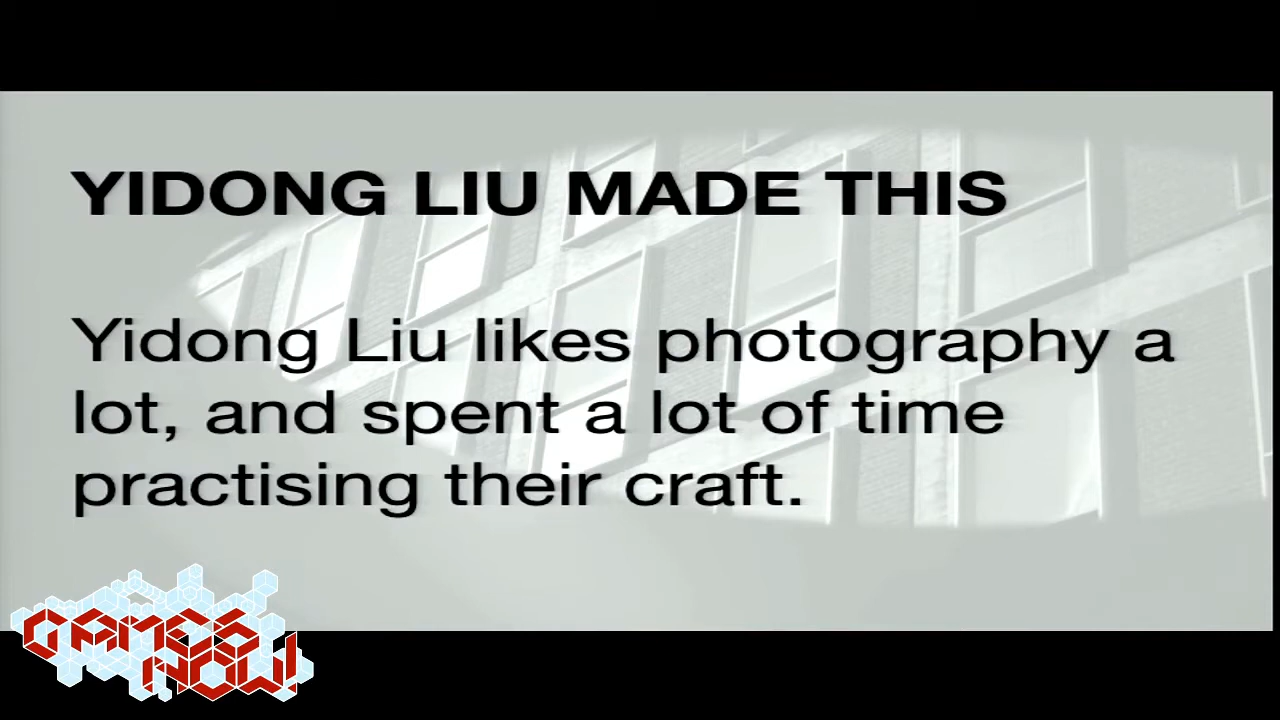 YIDONG LIU MADE THIS
Yidong Liu likes photography a
lot, and spent a lot of time
practising their craft.
GAMES
NOW!